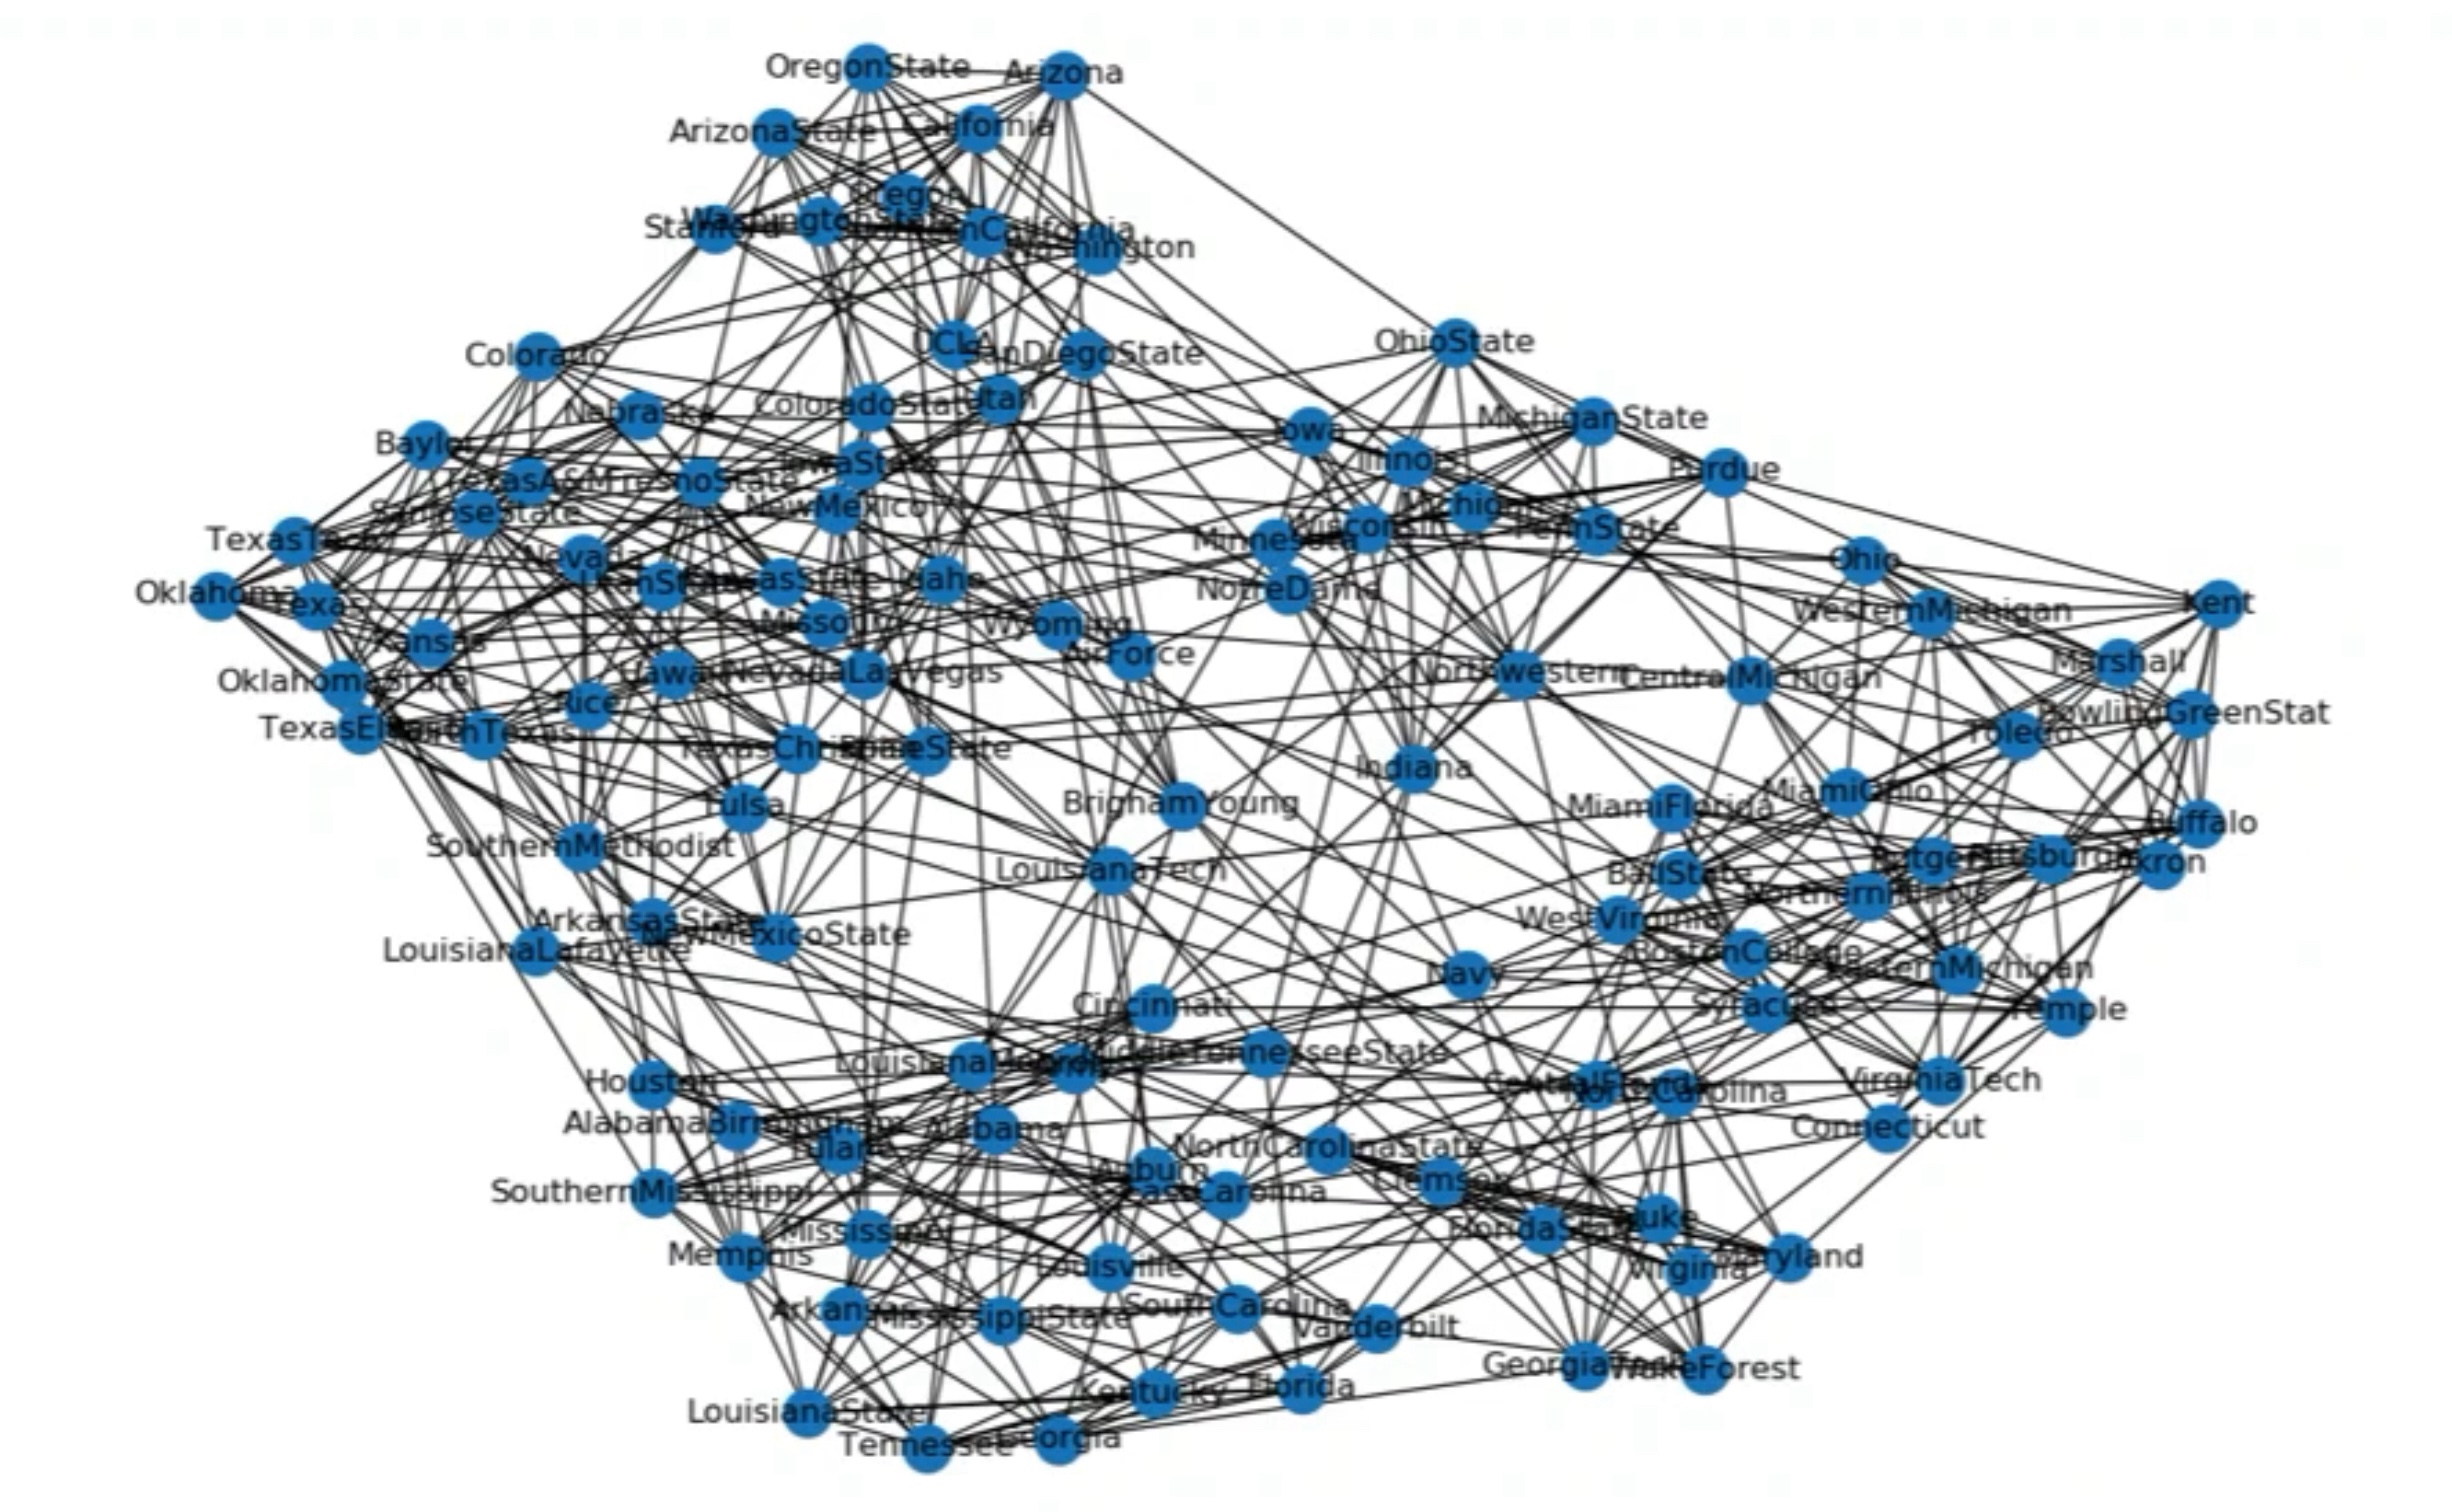 OregonState
Arizona
ArizonaState
California
Oregon
Stanford
WashingtonState
Washington
Colorado
UCLA
SanDiegoState
OhioState
Nebraska
ColoradoState
Utah
MichiganState
Baylor
Iowa
Illinois
Purdue
IowaState
TexasA&M
FresnoState
NewMexico
SanJoseState
Michigan
Wisconsin
PennState
TexasTech
Minnesota
Nevada
Ohio
Oklahoma
Texas
KansasState
Idaho
NotreDame
WesternMichigan
Kent
Kansas
Missouri
Wyoming
AirForce
Marshall
OklahomaState
Hawaii
NevadaLasVegas
Northwestern
CentralMichigan
Rice
BowlingGreenStat
TexasElPaso
NorthTexas
Toledo
TexasChristian
BoiseState
Indiana
Tulsa
BrighamYoung
MiamiFlorida
MiamiOhio
Buffalo
SouthernMethodist
LouisianaTech
BallState
Rutgers
Pittsburgh
Akron
NorthernIllinois
ArkansasState
NewMexicoState
WestVirginia
LouisianaLafayette
BostonCollege
EasternMichigan
Navy
Cincinnati
Syracuse
Temple
LouisianaMonroe
Army
MiddleTennesseeState
Houston
CentralFlorida
NorthCarolina
VirginiaTech
AlabamaBirmingham
Alabama
Connecticut
Tulane
NorthCarolinaState
Auburn
Clemson
SouthernMississippi
EastCarolina
Mississippi
FloridaState
Duke
Memphis
Louisville
Virginia
Maryland
Arkansas
MississippiState
SouthCarolina
Vanderbilt
GeorgiaTech
WakeForest
Kentucky
Florida
LouisianaState
Tennessee
Georgia